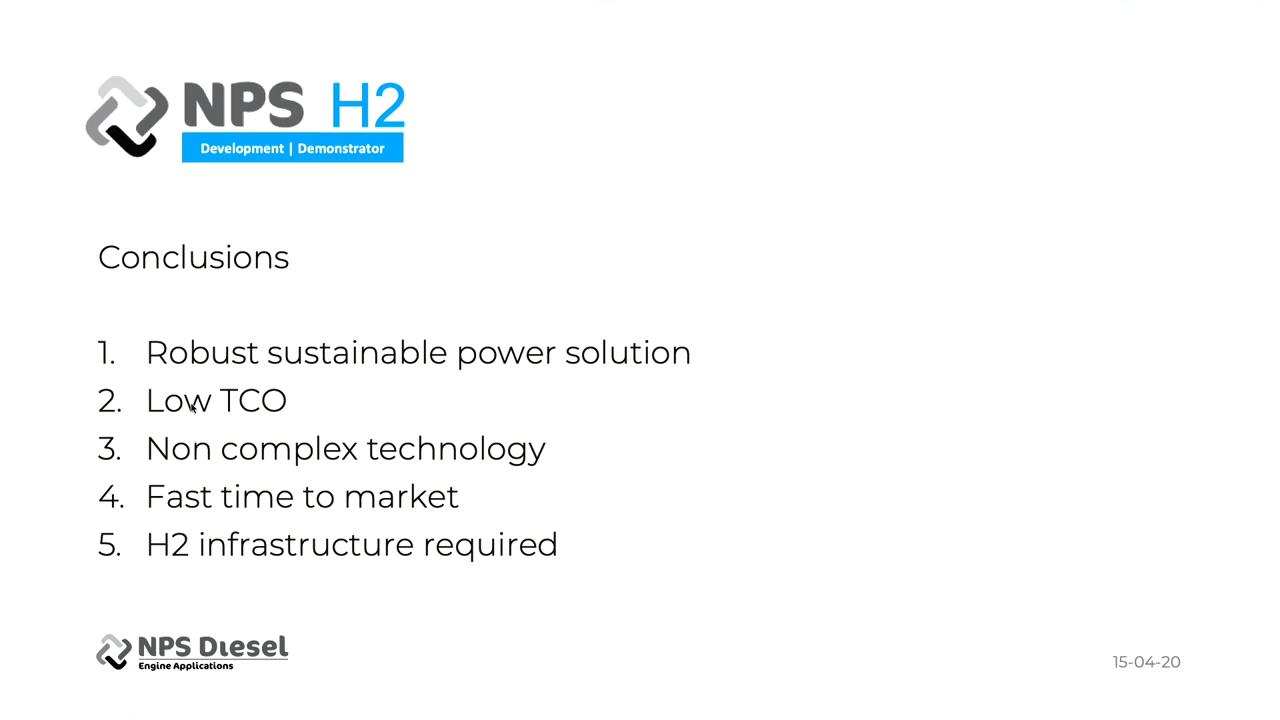 NPS H2
Development | Demonstrator
Conclusions
1. Robust sustainable power solution
2. Low TCO
3. Non complex technology
4. Fast time to market
5. H2 infrastructure required
NPS Diesel
Engine Applications
15-04-20